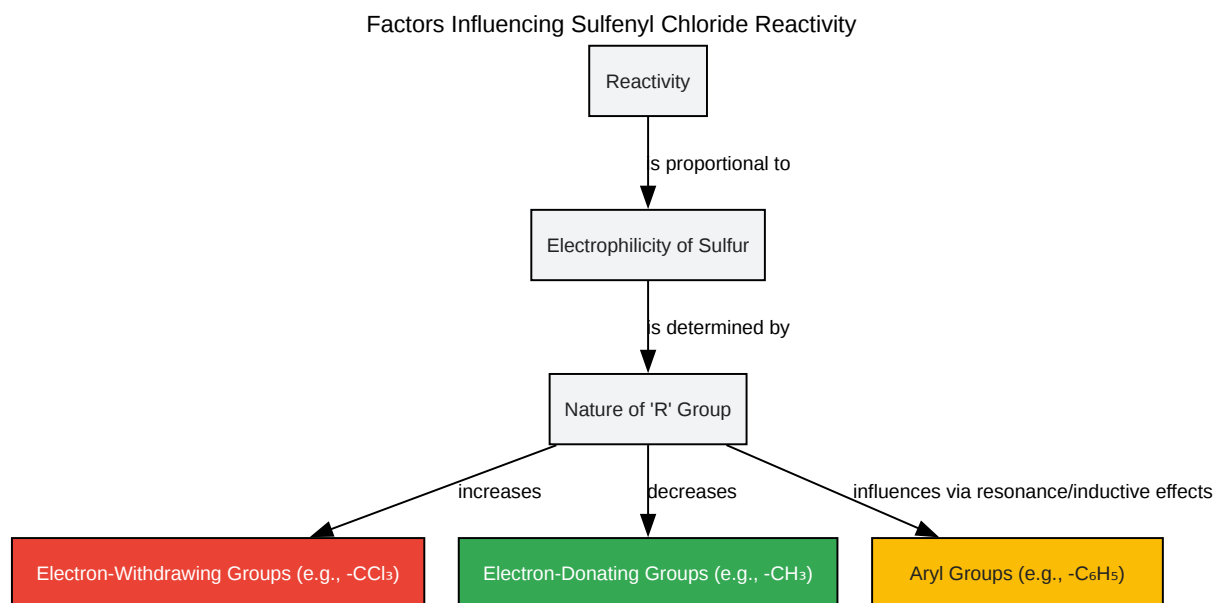 Factors Influencing Sulfenyl Chloride Reactivity
Reactivity
is proportional to
Electrophilicity of Sulfur
is determined by
Nature of 'R' Group
increases
decreases
influences via resonance/inductive effects
Electron-Withdrawing Groups (e.g., -CCl₃)
Electron-Donating Groups (e.g., -CH₃)
Aryl Groups (e.g., -C₆H₅)